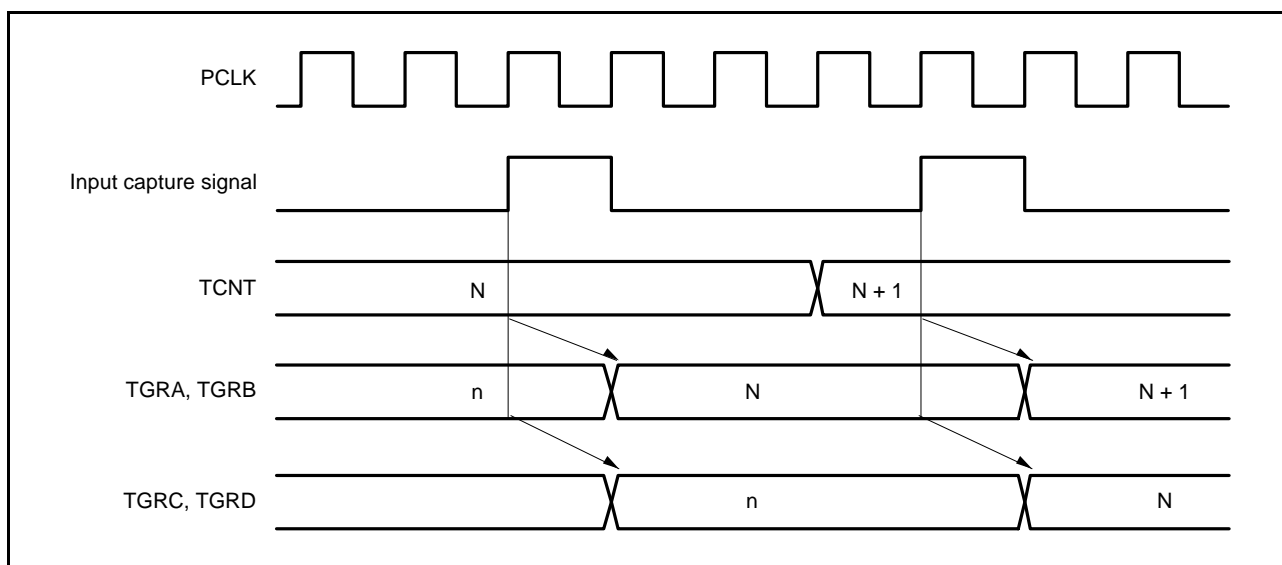 PCLK
Input capture signal
TCNT
N
N + 1
TGRA, TGRB
n
N
N + 1
TGRC, TGRD
n
N